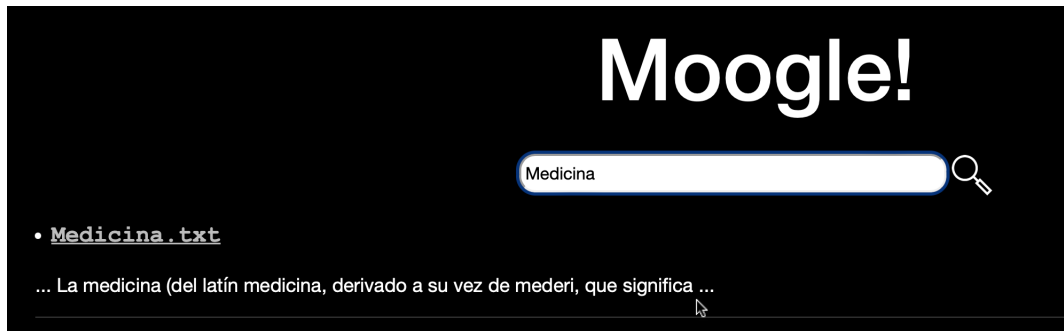 Moogle!
Medicina
• Medicina.txt
... La medicina (del latín medicina, derivado a su vez de mederi, que significa ...